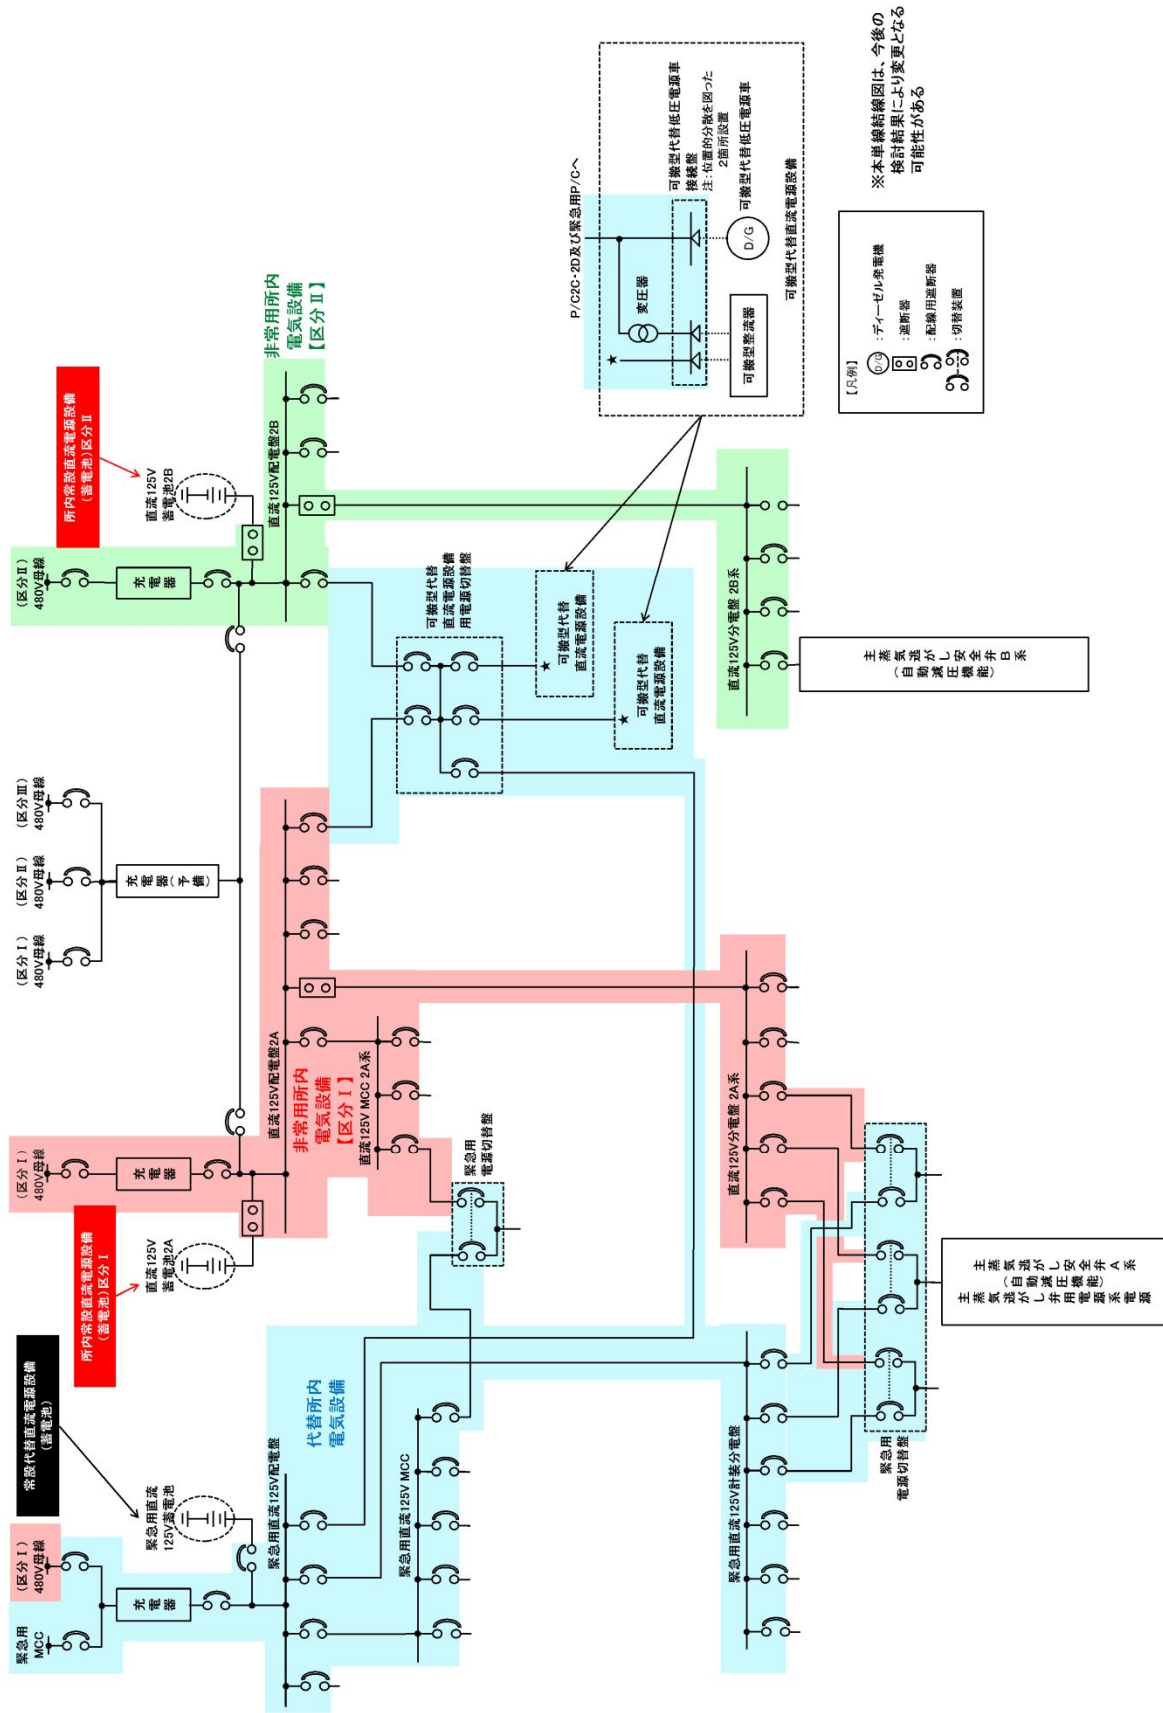 緊急用
MCC
(区分Ⅰ)
480V母線
充電器
常設代替直流電源設備
(蓄電池)
緊急用直流
125V蓄電池
緊急用直流125V配電盤
代替所内
電気設備
緊急用直流125V MCC
緊急用直流125V計装分電盤
緊急用
電源切替盤
所内常設直流電源設備
(蓄電池)区分Ⅰ
直流125V
蓄電池2A
(区分Ⅰ)
480V母線
充電器
直流125V配電盤2A
非常用所内
電気設備
【区分Ⅰ】
直流125V MCC 2A系
緊急用
電源切替盤
直流125V分電盤 2A系
主蒸気逃がし安全弁A系
(自動減圧機能)
主蒸気逃がし弁用電源系電源
(区分Ⅰ)
480V母線
(区分Ⅱ)
480V母線
(区分Ⅲ)
480V母線
充電器(予備)
(区分Ⅱ)
480V母線
充電器
所内常設直流電源設備
(蓄電池)区分Ⅱ
直流125V
蓄電池2B
直流125V配電盤2B
非常用所内
電気設備
【区分Ⅱ】
可搬型代替
直流電源設備
用電源切替盤
★
可搬型代替
直流電源設備
★
可搬型代替
直流電源設備
直流125V分電盤 2B系
主蒸気逃がし安全弁B系
(自動減圧機能)
P/C2C・2D及び緊急用P/Cへ
★
変圧器
可搬型整流器
D/G
可搬型代替低圧電源車
接続盤
注:位置的分散を図った
2箇所設置
可搬型代替低圧電源車
可搬型代替直流電源設備
【凡例】
D/G
:ディーゼル発電機
:遮断器
:配線用遮断器
:切替装置
※本単線結線図は、今後の
検討結果により変更となる
可能性がある